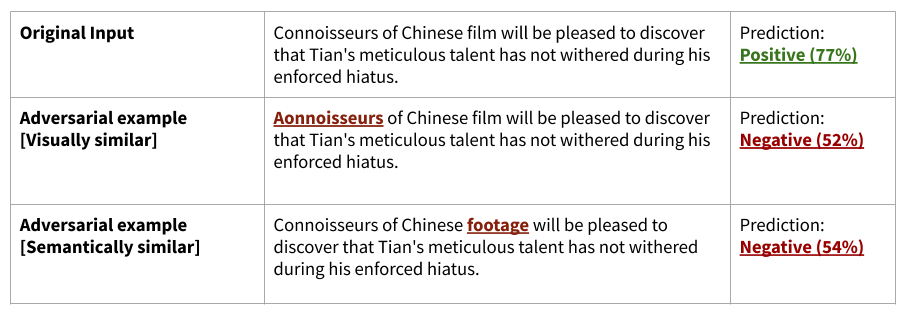 Original Input
Connoisseurs of Chinese film will be pleased to discover
that Tian's meticulous talent has not withered during his
enforced hiatus.
Prediction:
Positive (77%)
Adversarial example
[Visually similar]
Aonnoisseurs of Chinese film will be pleased to discover
that Tian's meticulous talent has not withered during his
enforced hiatus.
Prediction:
Negative (52%)
Adversarial example
[Semantically similar]
Connoisseurs of Chinese footage will be pleased to
discover that Tian's meticulous talent has not withered
during his enforced hiatus.
Prediction:
Negative (54%)